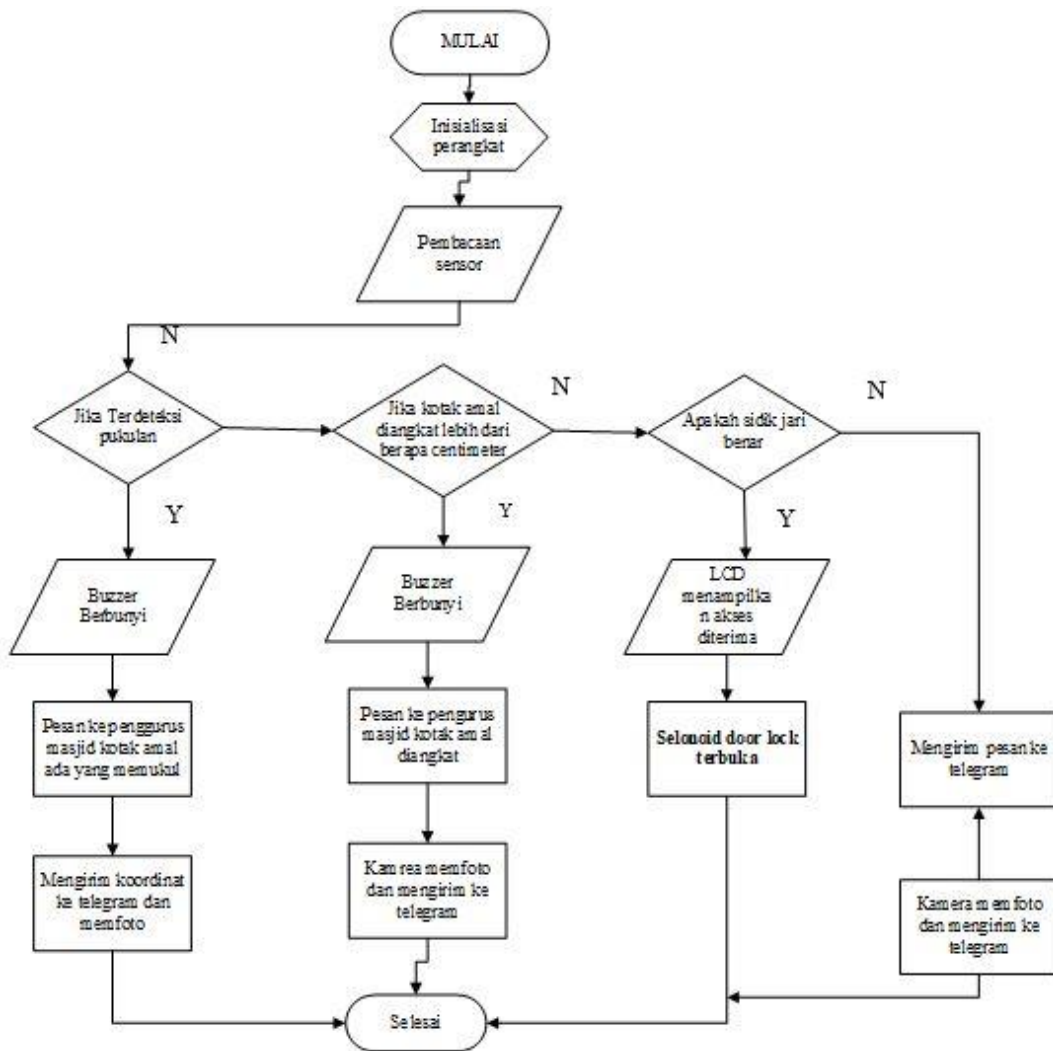 MULAI
Inisialisasi
perangkat
Pembacaan
sensor
N
Jika Terdeteksi
pukulan
Jika kotak amal
diangkat lebih dari
berapa centimeter
N
Apakah sidik jari
benar
N
Y
Y
Y
Buzzer
Berbunyi
Buzzer
Berbunyi
LCD
menampilka
n akses
diterima
Pesan ke penggurus
masjid kotak amal
ada yang memukul
Pesan ke pengurus
masjid kotak amal
diangkat
Selonoid door lock
terbuka
Mengirim pesan ke
telegram
Mengirim koordinat
ke telegram dan
memfoto
Kamrea memfoto
dan mengirim ke
telegram
Kamera memfoto
dan mengirim ke
telegram
Selesai